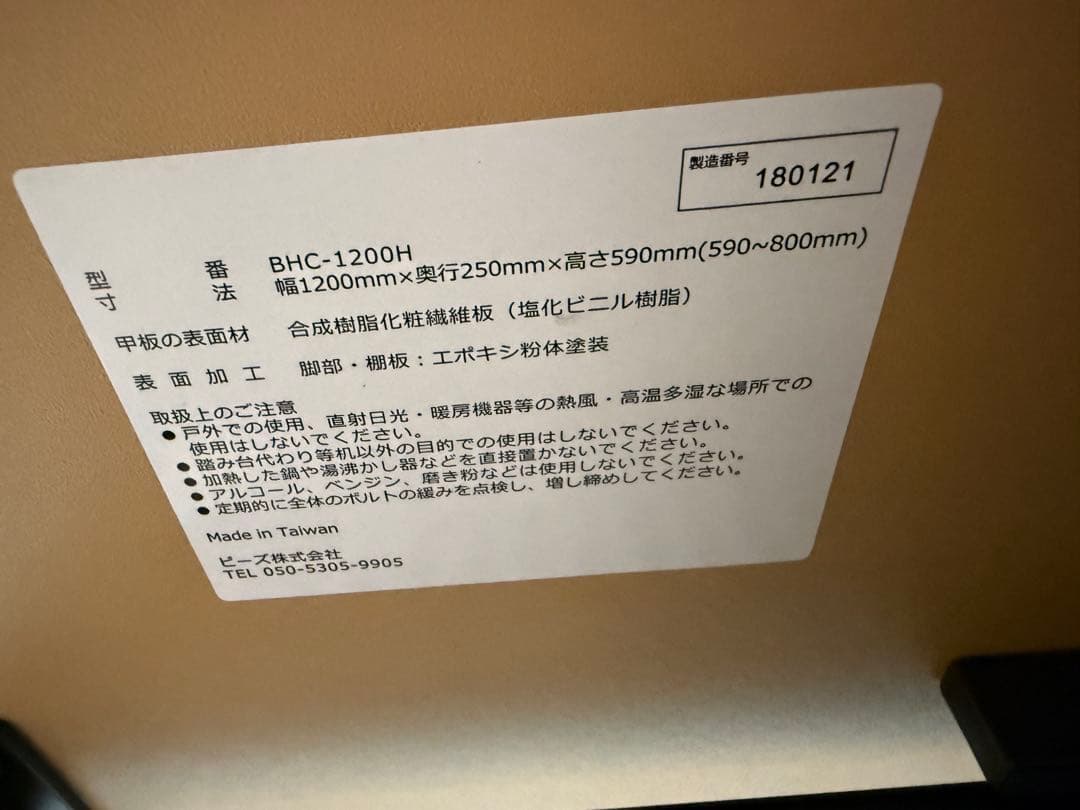 製造番号 180121
型番 BHC-1200H
寸法 幅1200mm×奥行250mm×高さ590mm(590~800mm)
甲板の表面材 合成樹脂化粧繊維板（塩化ビニル樹脂）
表面加工 脚部・棚板：エポキシ粉体塗装
取扱上のご注意
●戸外での使用、直射日光・暖房機器等の熱風・高温多湿な場所での
使用はしないでください。
●踏み台代わり等机以外の目的での使用はしないでください。
●加熱した鍋や湯沸かし器などを直接置かないでください。
●アルコール、ベンジン、磨き粉などは使用しないでください。
●定期的に全体のボルトの緩みを点検し、増し締めしてください。
Made in Taiwan
ビーズ株式会社
TEL 050-5305-9905